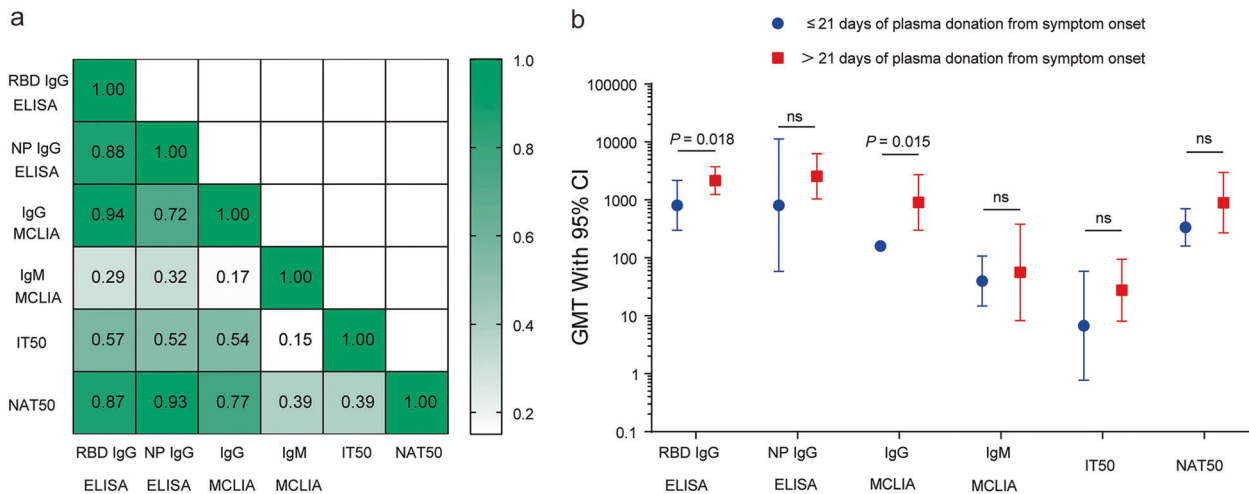 a
RBD IgG
ELISA
1.00
NP IgG
ELISA
0.88 1.00
IgG
MCLIA
0.94 0.72 1.00
IgM
MCLIA
0.29 0.32 0.17 1.00
IT50
0.57 0.52 0.54 0.15 1.00
NAT50
0.87 0.93 0.77 0.39 0.39 1.00
RBD IgG NP IgG IgG IgM IT50 NAT50
ELISA ELISA MCLIA MCLIA
1.0
0.8
0.6
0.4
0.2
b
≤ 21 days of plasma donation from symptom onset
> 21 days of plasma donation from symptom onset
GMT With 95% CI
100000
10000
1000
100
10
1
0.1
P = 0.018
ns
P = 0.015
ns
ns
ns
RBD IgG NP IgG IgG IgM IT50 NAT50
ELISA ELISA MCLIA MCLIA